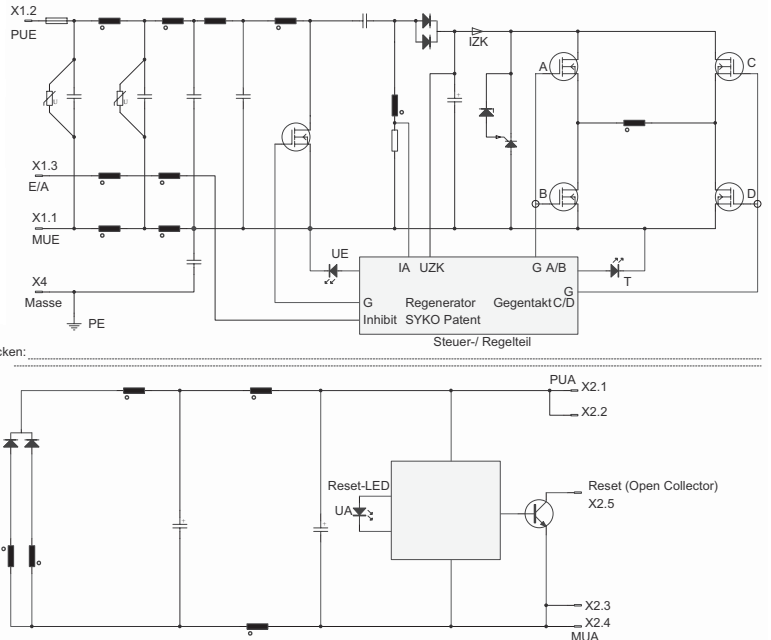 X1.2
PUE
IZK
A
C
U
U
X1.3
E/A
B
D
X1.1
MUE
UE
IA UZK
G A/B
T
X4
Masse
G
G Regenerator Gegentakt C/D
PE
Inhibit SYKO Patent
Steuer-/ Regelteil
cken:
PUA
X2.1
X2.2
Reset-LED
UA
Reset (Open Collector)
X2.5
X2.3
X2.4
MUA